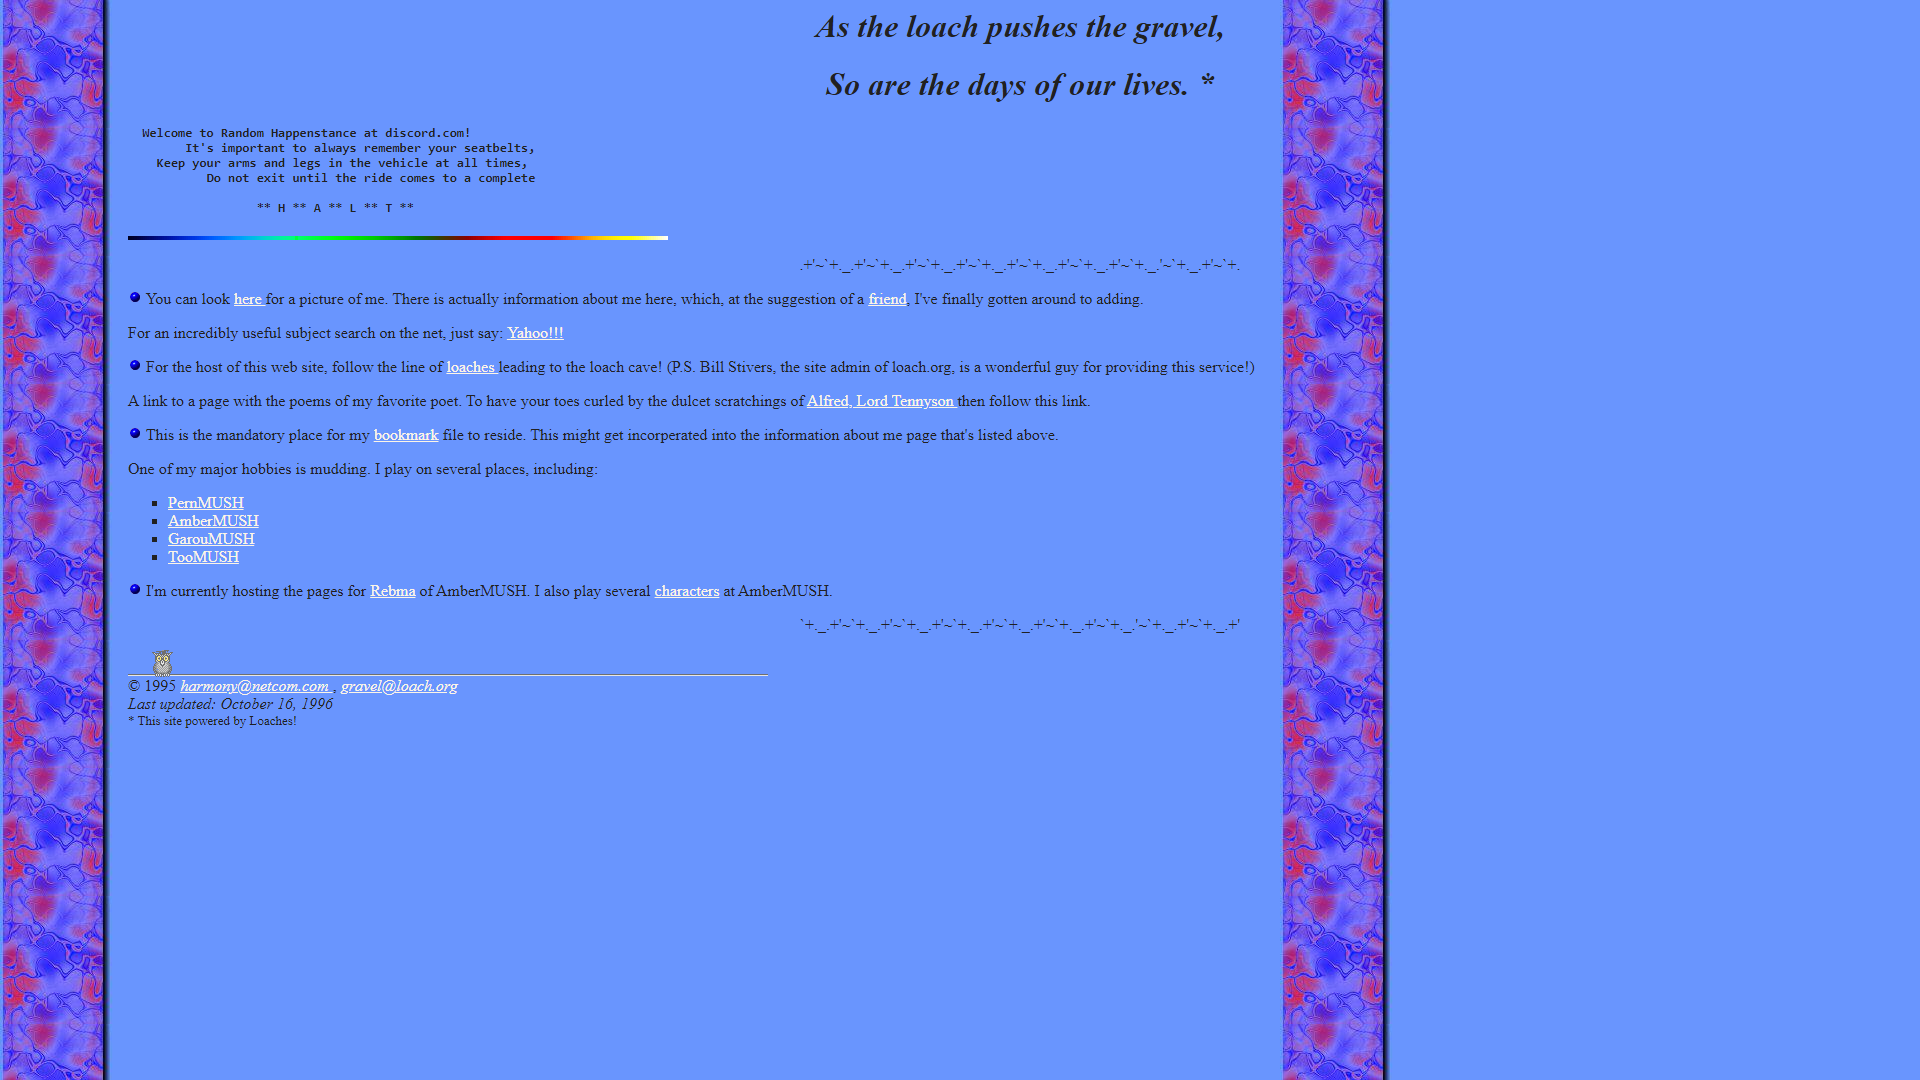 As the loach pushes the gravel,
So are the days of our lives. *
Welcome to Random Happenstance at discord.com!
It's important to always remember your seatbelts,
Keep your arms and legs in the vehicle at all times,
Do not exit until the ride comes to a complete
** H ** A ** L ** T **
.+'~`+._.+'~`+._.+'~`+._.+'~`+._.+'~`+._.+'~`+._.+'~`+._.'~`+._.+'~`+.
You can look here for a picture of me. There is actually information about me here, which, at the suggestion of a friend, I've finally gotten around to adding.
For an incredibly useful subject search on the net, just say: Yahoo!!!
For the host of this web site, follow the line of loaches leading to the loach cave! (P.S. Bill Stivers, the site admin of loach.org, is a wonderful guy for providing this service!)
A link to a page with the poems of my favorite poet. To have your toes curled by the dulcet scratchings of Alfred, Lord Tennyson then follow this link.
This is the mandatory place for my bookmark file to reside. This might get incorperated into the information about me page that's listed above.
One of my major hobbies is mudding. I play on several places, including:
PernMUSH
AmberMUSH
GarouMUSH
TooMUSH
I'm currently hosting the pages for Rebma of AmberMUSH. I also play several characters at AmberMUSH.
`+._.+'~`+._.+'~`+._.+'~`+._.+'~`+._.+'~`+._.+'~`+._.'~`+._.+'~`+._.+'
© 1995 harmony@netcom.com , gravel@loach.org
Last updated: October 16, 1996
* This site powered by Loaches!